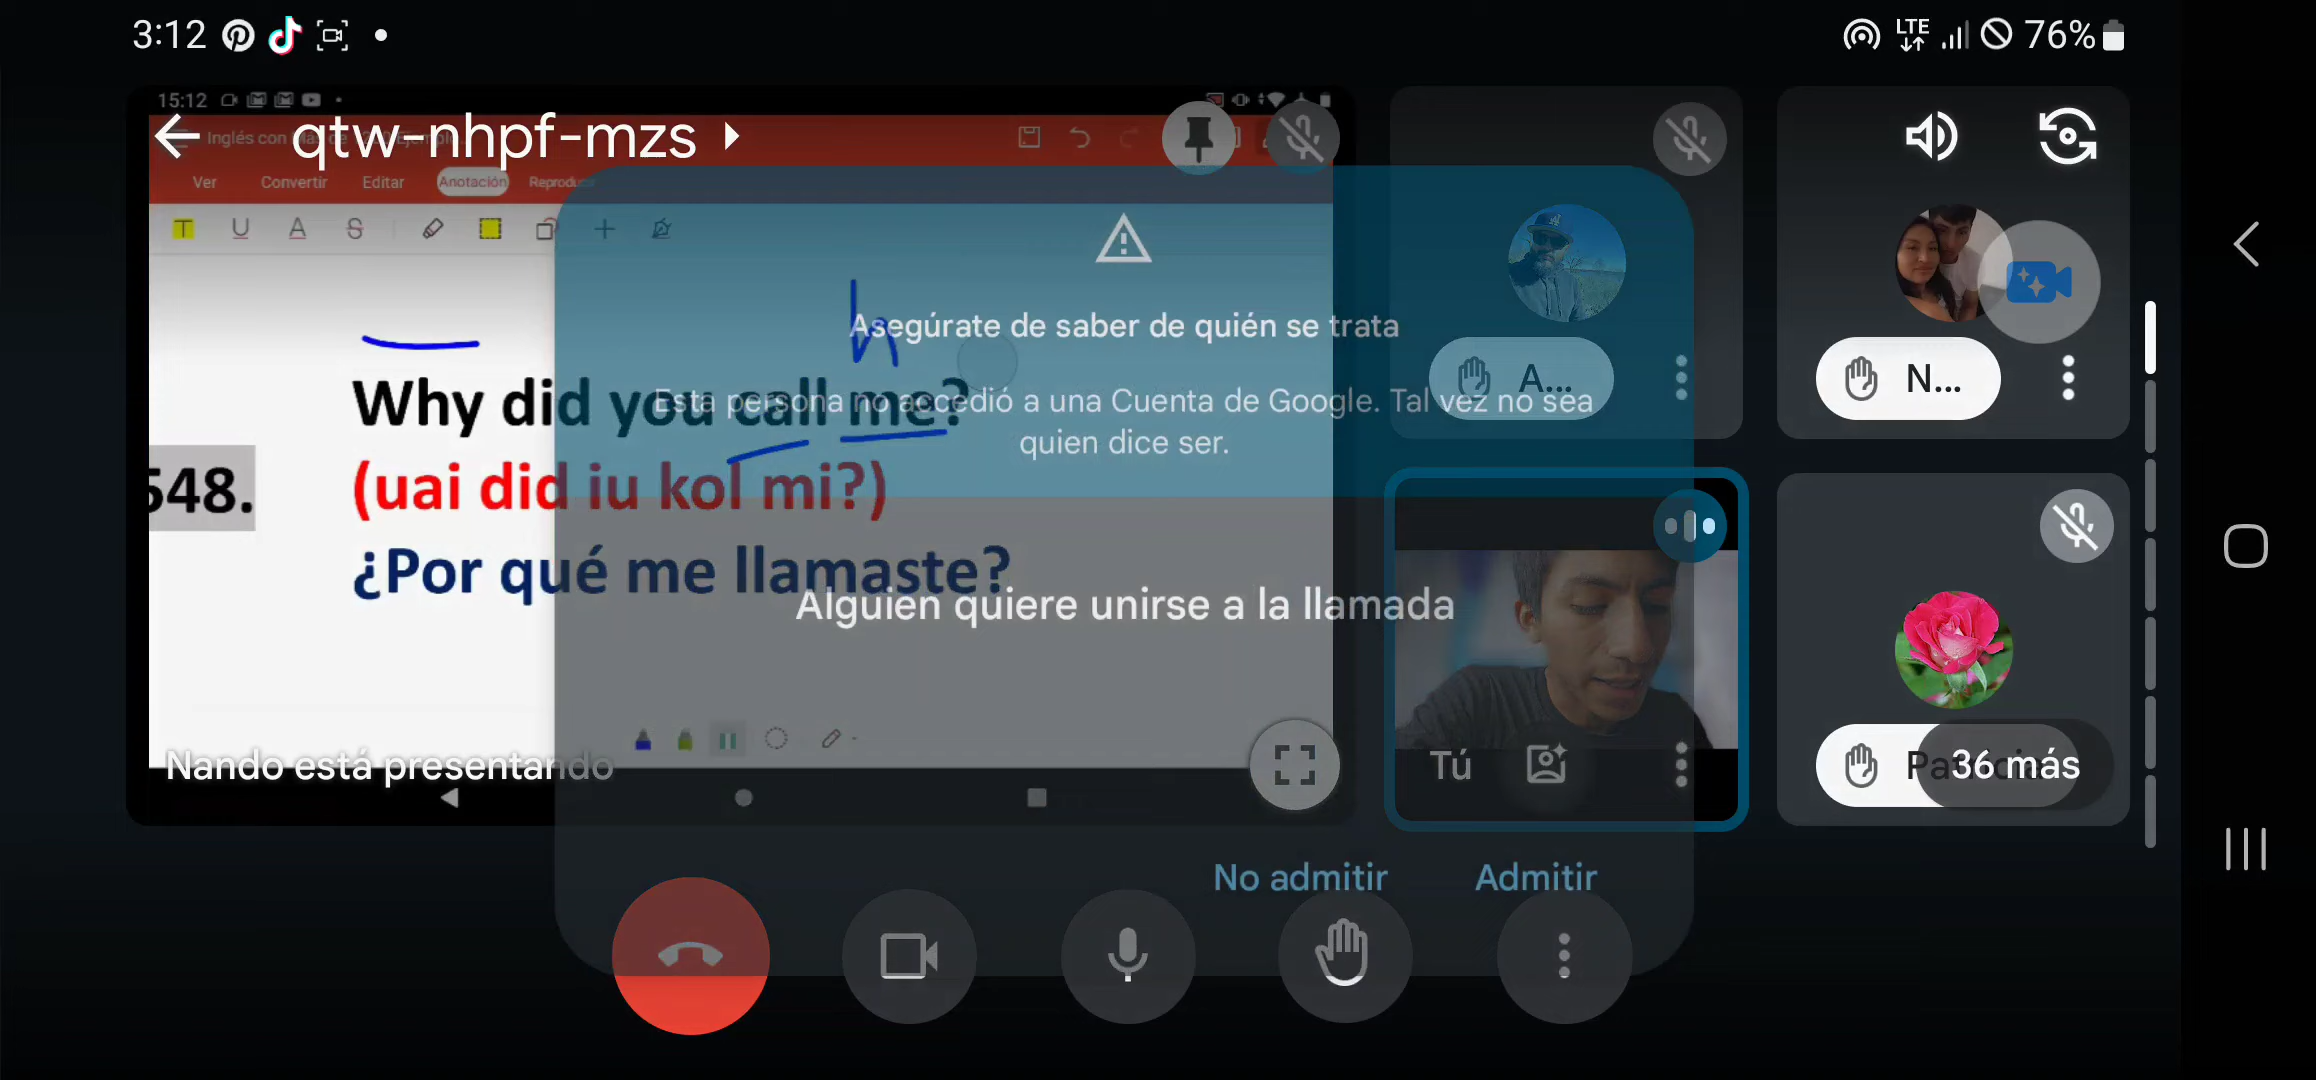 3:12
LTE
76%
15:12
Inglés con
qtw-nhpf-mzs
Ver Convertir Editar Anotación
T U A S
h
Asegúrate de saber de quién se trata
Why did you call me?
Esta persona no accedió a una Cuenta de Google. Tal vez no sea
quien dice ser.
548.
(uai did iu kol mi?)
¿Por qué me llamaste?
Alguien quiere unirse a la llamada
A...
N...
Nando está presentando
Tú
36 más
No admitir Admitir